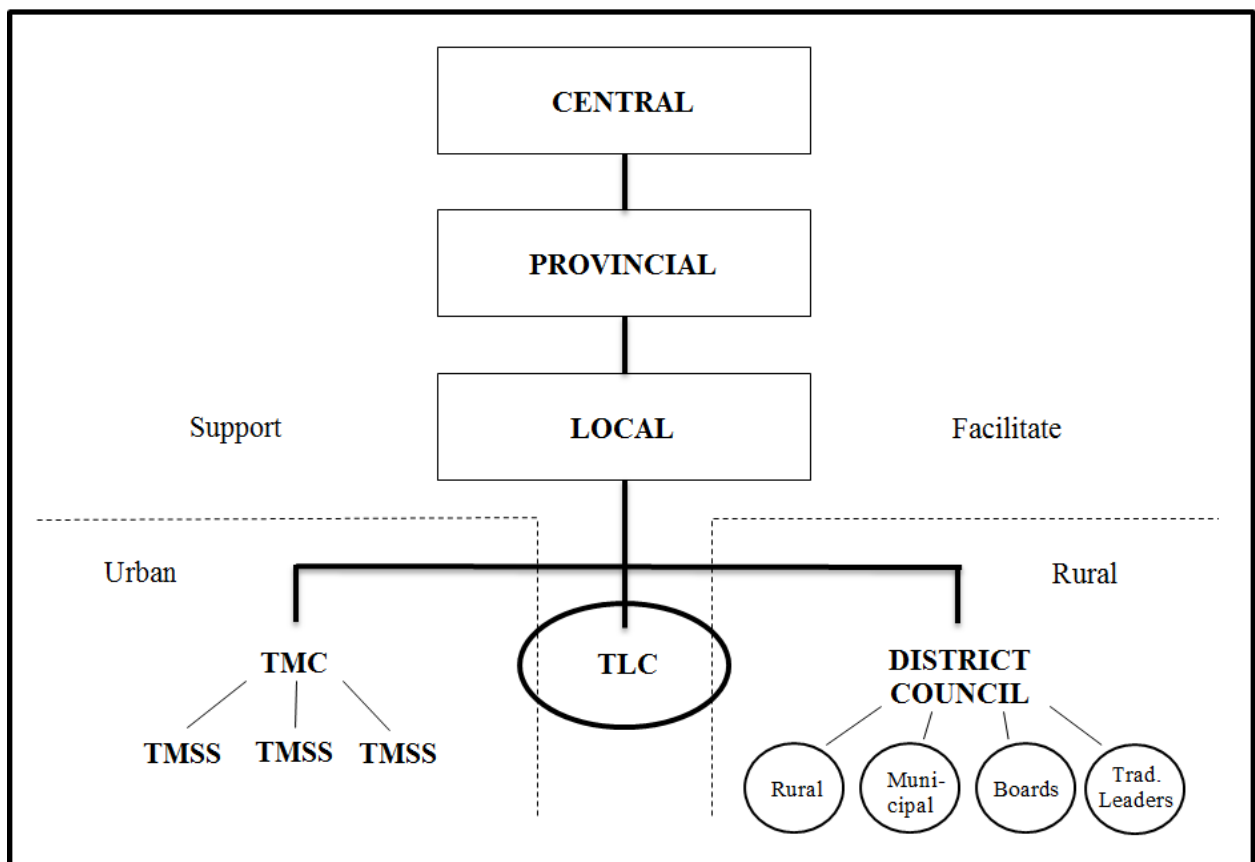 CENTRAL
PROVINCIAL
Support
LOCAL
Facilitate
Urban
Rural
TMC
TLC
DISTRICT
COUNCIL
TMSS
TMSS
TMSS
Rural
Muni-
cipal
Boards
Trad.
Leaders